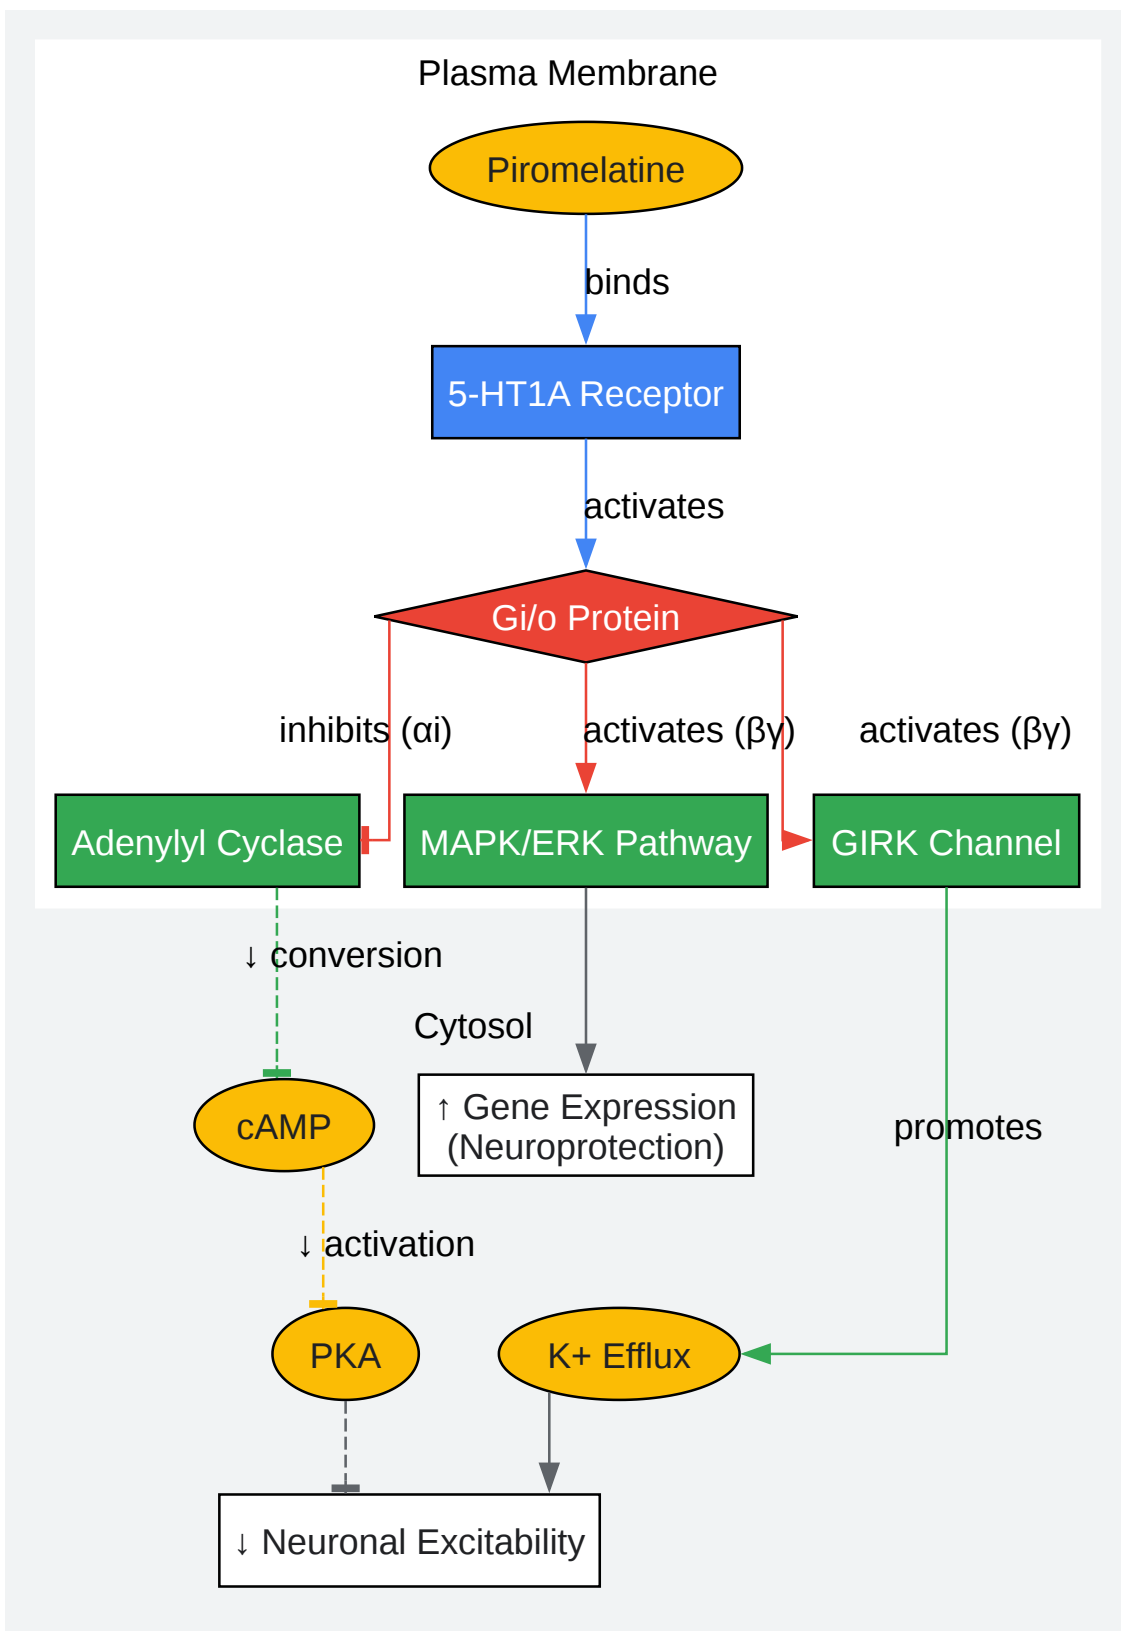 Plasma Membrane
Piromelatine
binds
5-HT1A Receptor
activates
Gi/o Protein
inhibits (αi)
activates (βγ)
activates (βγ)
Adenylyl Cyclase
MAPK/ERK Pathway
GIRK Channel
↓ conversion
Cytosol
cAMP
↑ Gene Expression
(Neuroprotection)
promotes
↓ activation
PKA
K+ Efflux
↓ Neuronal Excitability